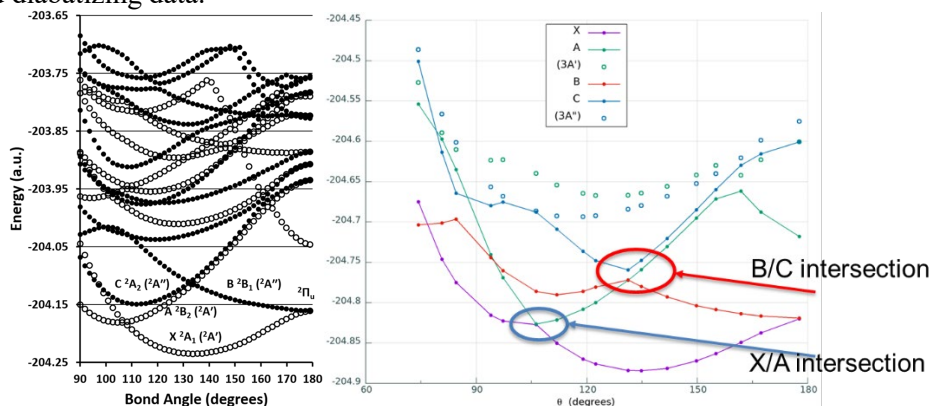 a diabatizing data.
-203.65
-203.75
-203.85
-203.95
-204.05
-204.15
-204.25
Energy (a.u.)
C ²A₂ (²A″)
B ²B₁ (²A″)
²Πᵤ
A ²B₂ (²A′)
X ²A₁ (²A′)
90 100 110 120 130 140 150 160 170 180
Bond Angle (degrees)
-204.45
-204.5
-204.55
-204.6
-204.65
-204.7
-204.75
-204.8
-204.85
-204.9
X
A
(3A')
B
C
(3A")
60 90 120 150 180
θ (degrees)
B/C intersection
X/A intersection